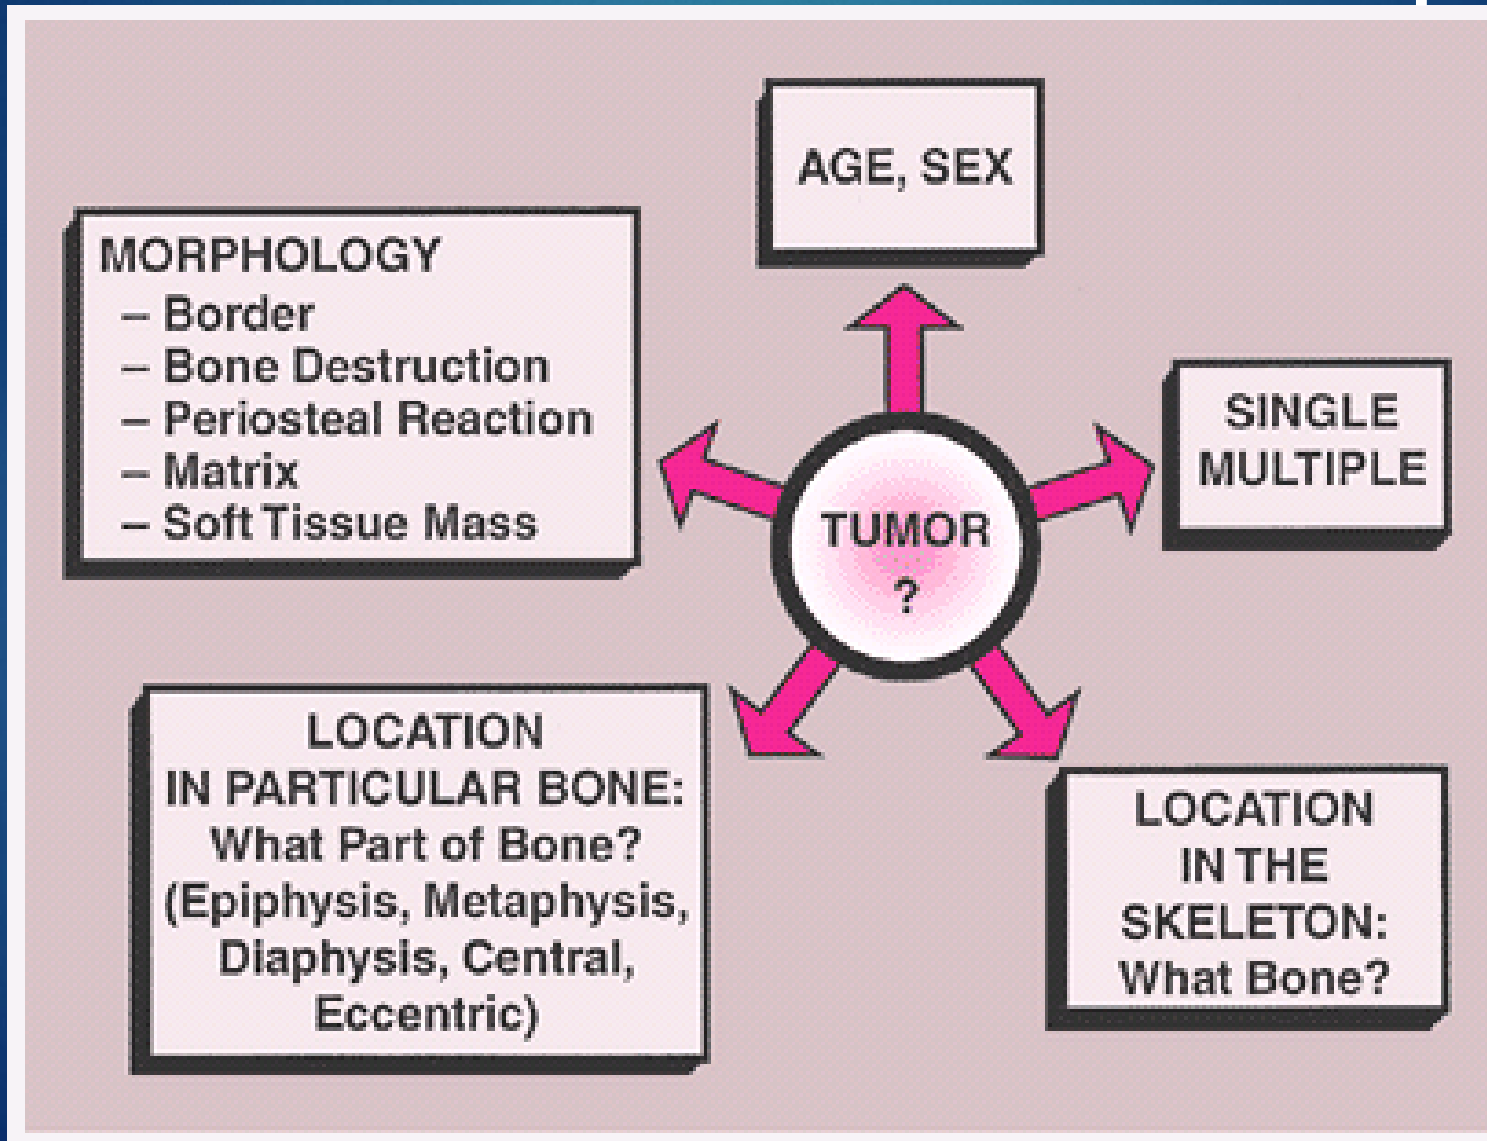 AGE, SEX
MORPHOLOGY
– Border
– Bone Destruction
– Periosteal Reaction
– Matrix
– Soft Tissue Mass
SINGLE
MULTIPLE
TUMOR
?
LOCATION
IN PARTICULAR BONE:
What Part of Bone?
(Epiphysis, Metaphysis,
Diaphysis, Central,
Eccentric)
LOCATION
IN THE
SKELETON:
What Bone?